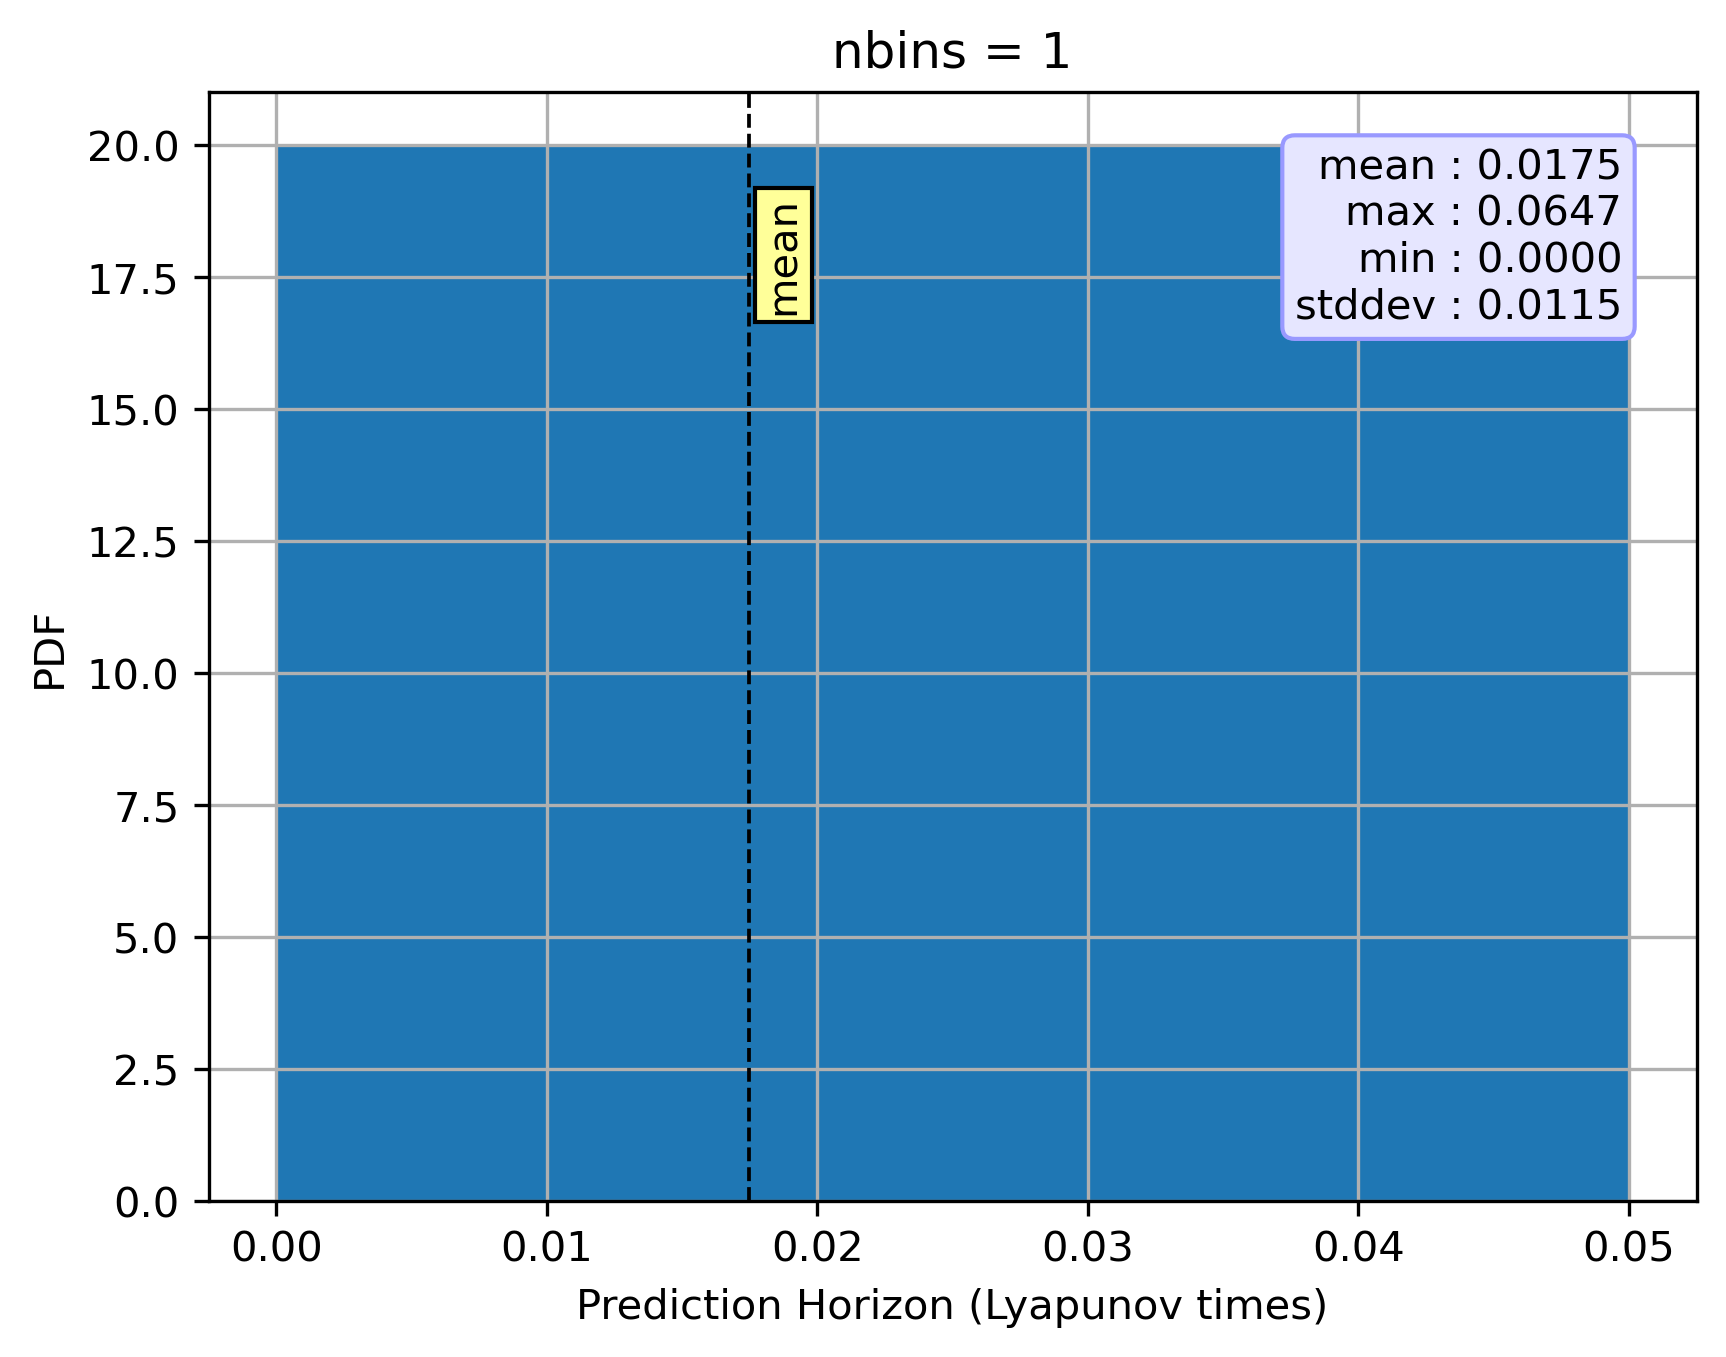 nbins = 1
20.0
17.5
15.0
12.5
10.0
7.5
5.0
2.5
0.0
PDF
mean
mean : 0.0175
max : 0.0647
min : 0.0000
stddev : 0.0115
0.00 0.01 0.02 0.03 0.04 0.05
Prediction Horizon (Lyapunov times)